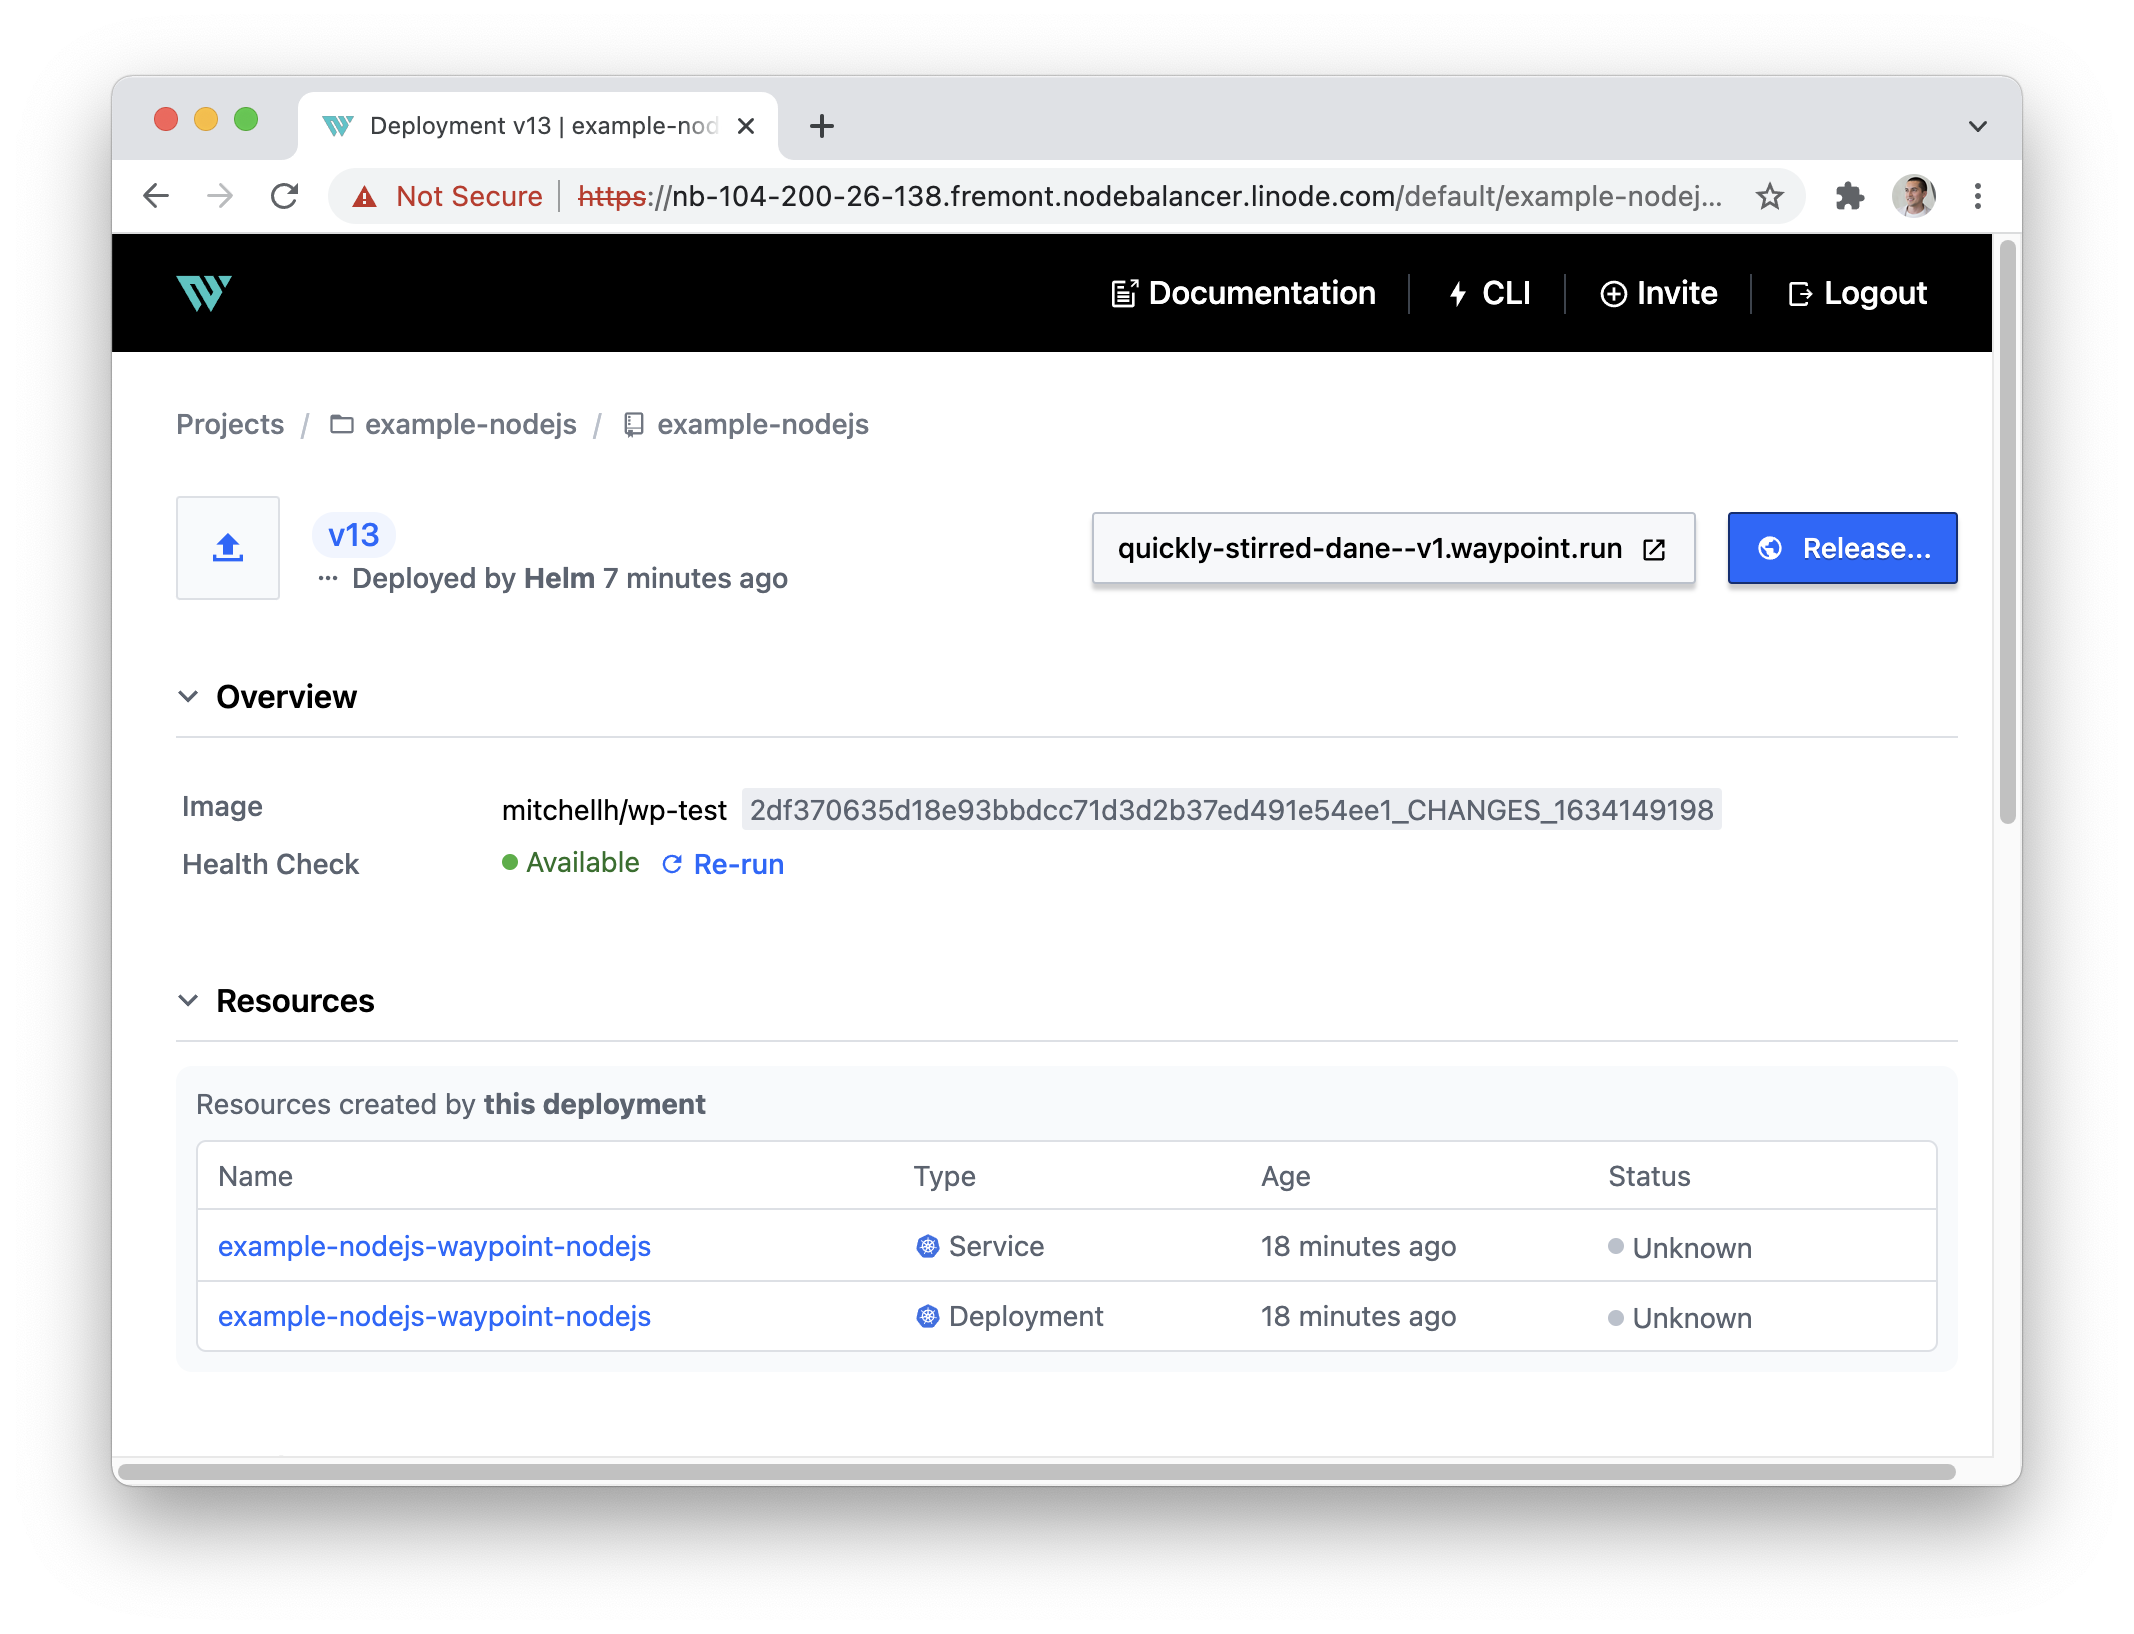 Deployment v13 | example-nod
Not Secure | https://nb-104-200-26-138.fremont.nodebalancer.linode.com/default/example-nodej...
Documentation CLI Invite Logout
Projects / example-nodejs / example-nodejs
v13
··· Deployed by Helm 7 minutes ago
quickly-stirred-dane--v1.waypoint.run
Release...
Overview
Image mitchellh/wp-test 2df370635d18e93bbdcc71d3d2b37ed491e54ee1_CHANGES_1634149198
Health Check Available Re-run
Resources
Resources created by this deployment
Name Type Age Status
example-nodejs-waypoint-nodejs Service 18 minutes ago Unknown
example-nodejs-waypoint-nodejs Deployment 18 minutes ago Unknown